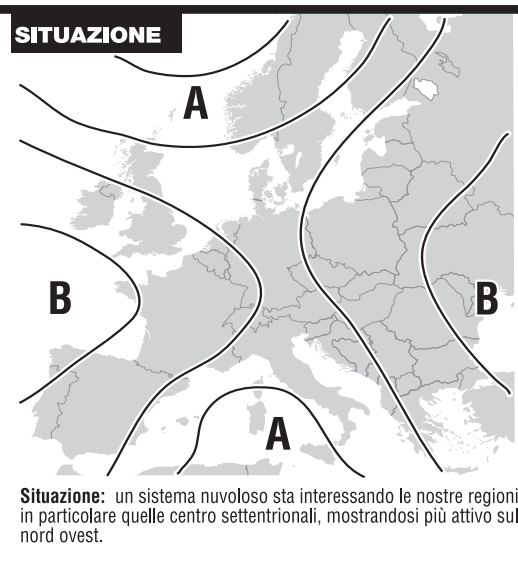 SITUAZIONE
A
B
B
A
Situazione: un sistema nuvoloso sta interessando le nostre regioni
in particolare quelle centro settentrionali, mostrandosi più attivo sul
nord ovest.